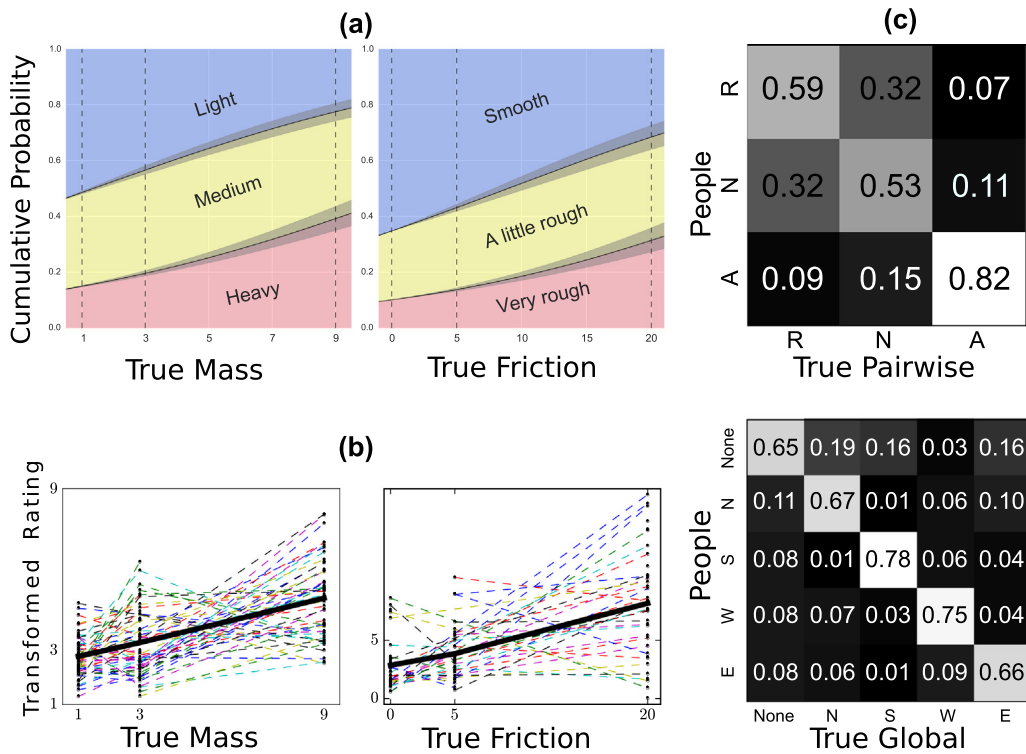 (a)
Cumulative Probability
1.0
0.8
0.6
0.4
0.2
0.0
Light
Medium
Heavy
1 3 5 7 9
True Mass
1.0
0.8
0.6
0.4
0.2
0.0
Smooth
A little rough
Very rough
0 5 10 15 20
True Friction
(b)
Transformed Rating
9
3
1
1 3 9
True Mass
5
0
0 5 20
True Friction
(c)
People
R 0.59 0.32 0.07
N 0.32 0.53 0.11
A 0.09 0.15 0.82
R N A
True Pairwise
People
None 0.65 0.19 0.16 0.03 0.16
N 0.11 0.67 0.01 0.06 0.10
S 0.08 0.01 0.78 0.06 0.04
W 0.08 0.07 0.03 0.75 0.04
E 0.08 0.06 0.01 0.09 0.66
None N S W E
True Global